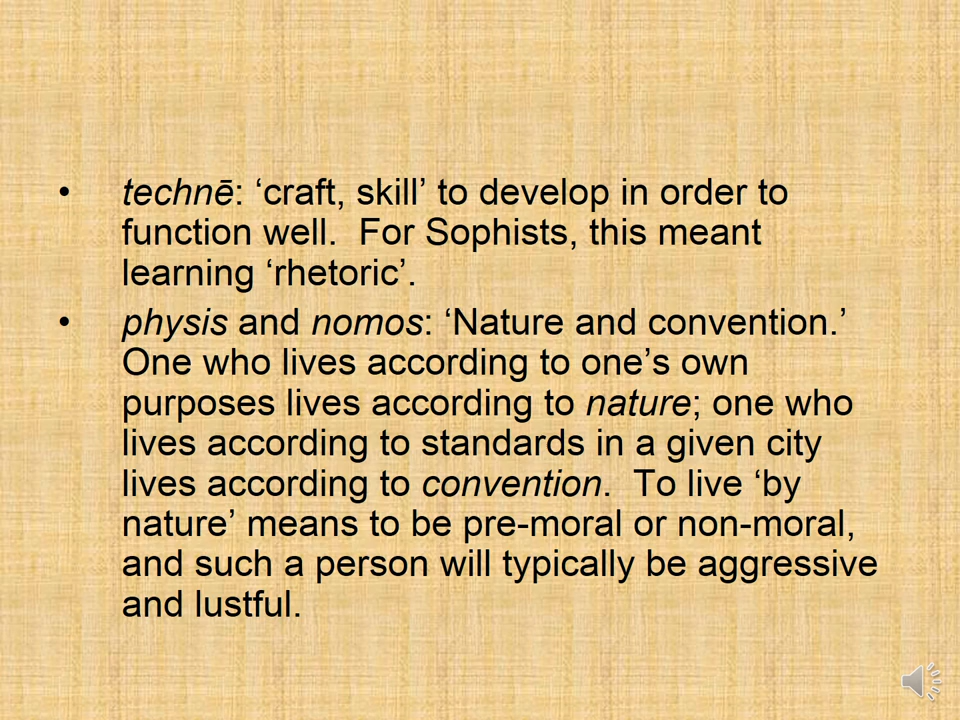 • technē: ‘craft, skill’ to develop in order to
function well.  For Sophists, this meant
learning ‘rhetoric’.
• physis and nomos: ‘Nature and convention.’
One who lives according to one’s own
purposes lives according to nature; one who
lives according to standards in a given city
lives according to convention.  To live ‘by
nature’ means to be pre-moral or non-moral,
and such a person will typically be aggressive
and lustful.